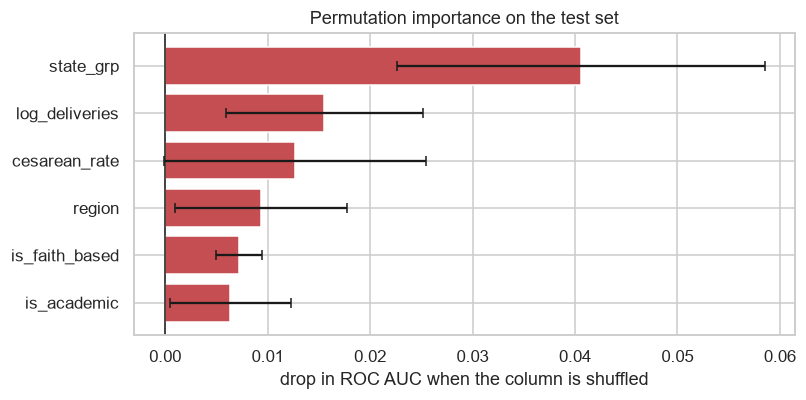 Permutation importance on the test set
state_grp
log_deliveries
cesarean_rate
region
is_faith_based
is_academic
0.00 0.01 0.02 0.03 0.04 0.05 0.06
drop in ROC AUC when the column is shuffled